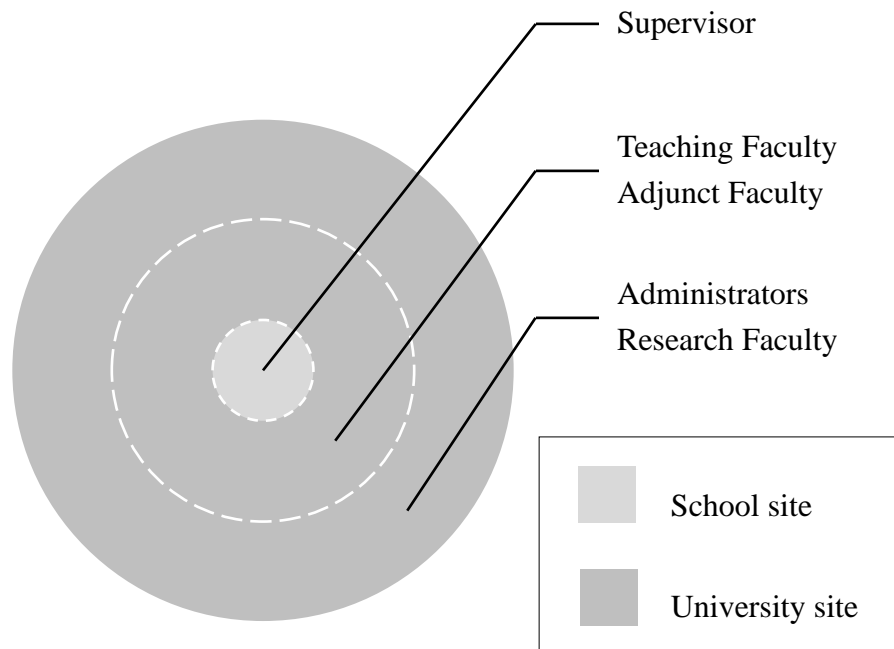 Supervisor
Teaching Faculty
Adjunct Faculty
Administrators
Research Faculty
School site
University site